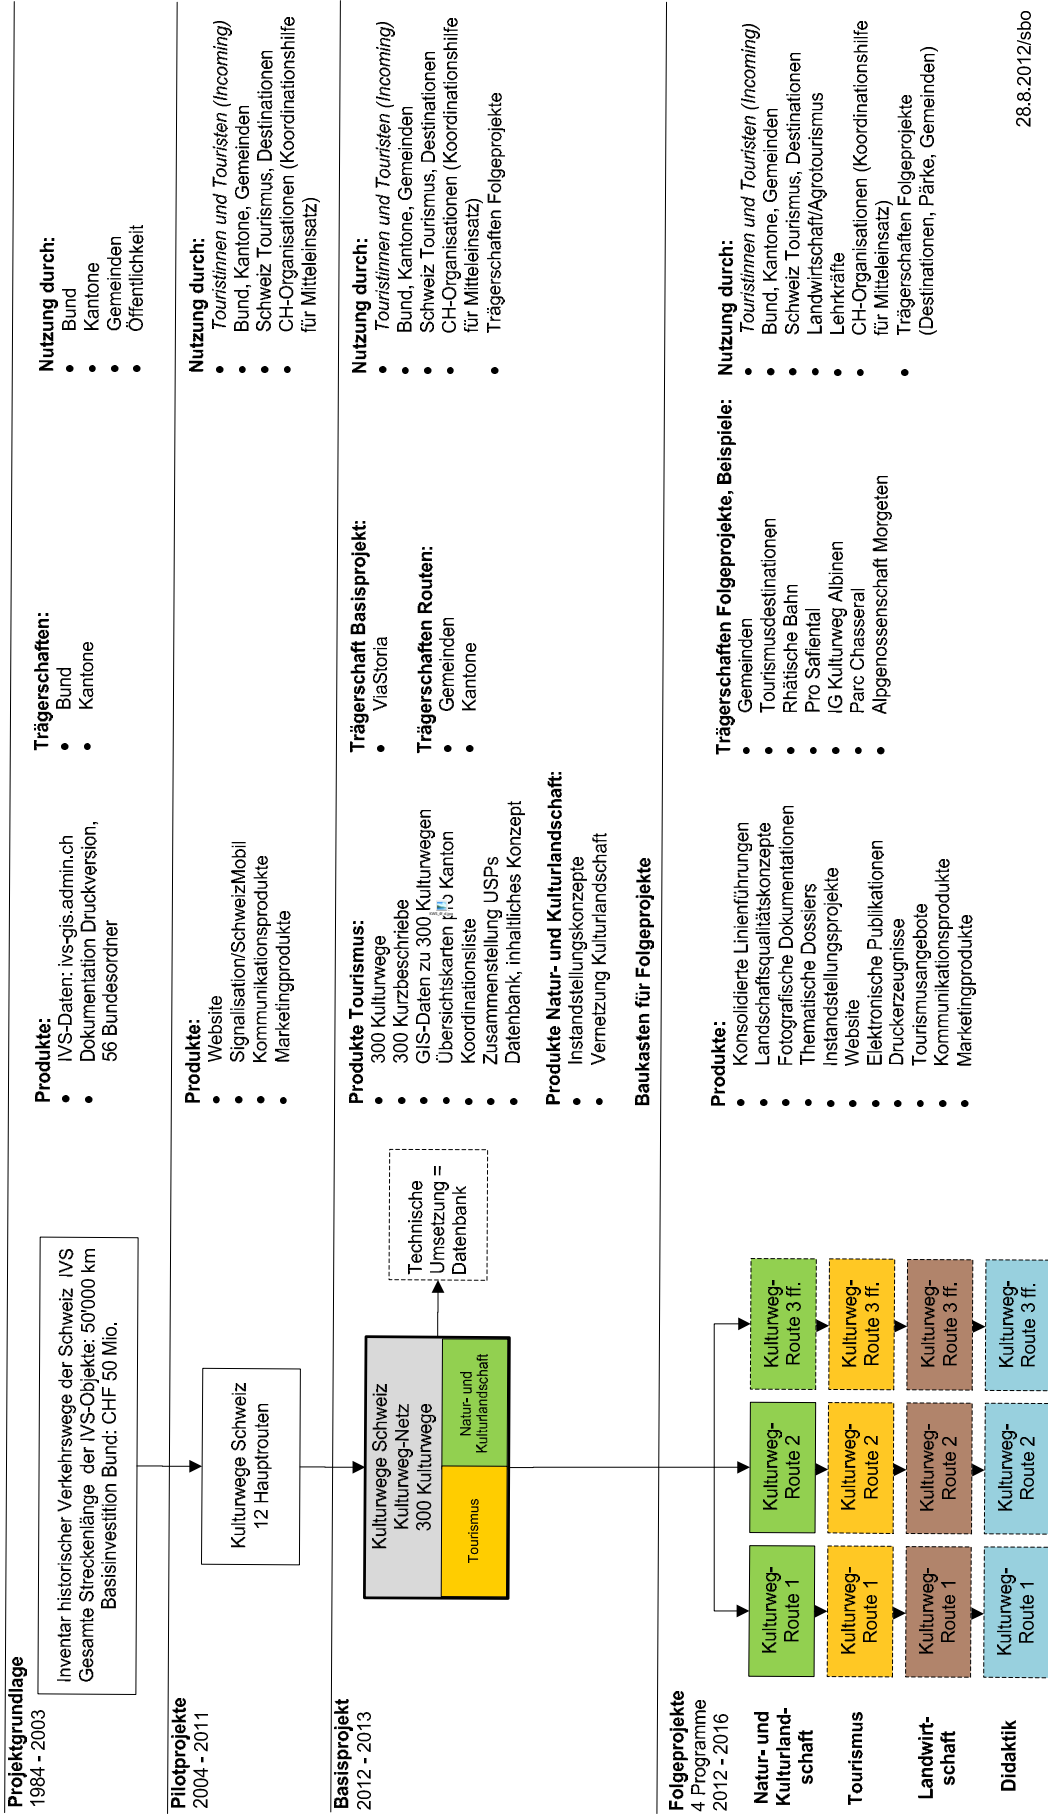 Projektgrundlage
1984 - 2003
Inventar historischer Verkehrswege der Schweiz IVS
Gesamte Streckenlänge der IVS-Objekte: 50'000 km
Basisinvestition Bund: CHF 50 Mio.
Produkte:
IVS-Daten: ivs-gis.admin.ch
Dokumentation Druckversion,
56 Bundesordner
Trägerschaften:
Bund
Kantone
Nutzung durch:
Bund
Kantone
Gemeinden
Öffentlichkeit
Pilotprojekte
2004 - 2011
Kulturwege Schweiz
12 Hauptrouten
Produkte:
Website
Signalisation/SchweizMobil
Kommunikationsprodukte
Marketingprodukte
Nutzung durch:
Touristinnen und Touristen (Incoming)
Bund, Kantone, Gemeinden
Schweiz Tourismus, Destinationen
CH-Organisationen (Koordinationshilfe
für Mitteleinsatz)
Basisprojekt
2012 - 2013
Kulturwege Schweiz
Kulturweg-Netz
300 Kulturwege
Tourismus
Natur- und
Kulturlandschaft
Technische
Umsetzung =
Datenbank
Produkte Tourismus:
300 Kulturwege
300 Kurzbeschriebe
GIS-Daten zu 300 Kulturwegen
Übersichtskarten Kanton
Koordinationsliste
Zusammenstellung USPs
Datenbank, inhaltliches Konzept
Produkte Natur- und Kulturlandschaft:
Instandstellungskonzepte
Vernetzung Kulturlandschaft
Baukasten für Folgeprojekte
Trägerschaft Basisprojekt:
ViaStoria
Trägerschaften Routen:
Gemeinden
Kantone
Nutzung durch:
Touristinnen und Touristen (Incoming)
Bund, Kantone, Gemeinden
Schweiz Tourismus, Destinationen
CH-Organisationen (Koordinationshilfe
für Mitteleinsatz)
Trägerschaften Folgeprojekte
Folgeprojekte
4 Programme
2012 - 2016
Natur- und
Kulturland-
schaft
Kulturweg-
Route 1
Kulturweg-
Route 2
Kulturweg-
Route 3 ff.
Tourismus
Kulturweg-
Route 1
Kulturweg-
Route 2
Kulturweg-
Route 3 ff.
Landwirt-
schaft
Kulturweg-
Route 1
Kulturweg-
Route 2
Kulturweg-
Route 3 ff.
Didaktik
Kulturweg-
Route 1
Kulturweg-
Route 2
Kulturweg-
Route 3 ff.
Produkte:
Konsolidierte Linienführungen
Landschaftsqualitätskonzepte
Fotografische Dokumentationen
Thematische Dossiers
Instandstellungsprojekte
Website
Elektronische Publikationen
Druckerzeugnisse
Tourismusangebote
Kommunikationsprodukte
Marketingprodukte
Trägerschaften Folgeprojekte, Beispiele:
Gemeinden
Tourismusdestinationen
Rhätische Bahn
Pro Safiental
IG Kulturweg Albinen
Parc Chasseral
Alpgenossenschaft Morgeten
Nutzung durch:
Touristinnen und Touristen (Incoming)
Bund, Kantone, Gemeinden
Schweiz Tourismus, Destinationen
Landwirtschaft/Agrotourismus
Lehrkräfte
CH-Organisationen (Koordinationshilfe
für Mitteleinsatz)
Trägerschaften Folgeprojekte
(Destinationen, Pärke, Gemeinden)
28.8.2012/sbo